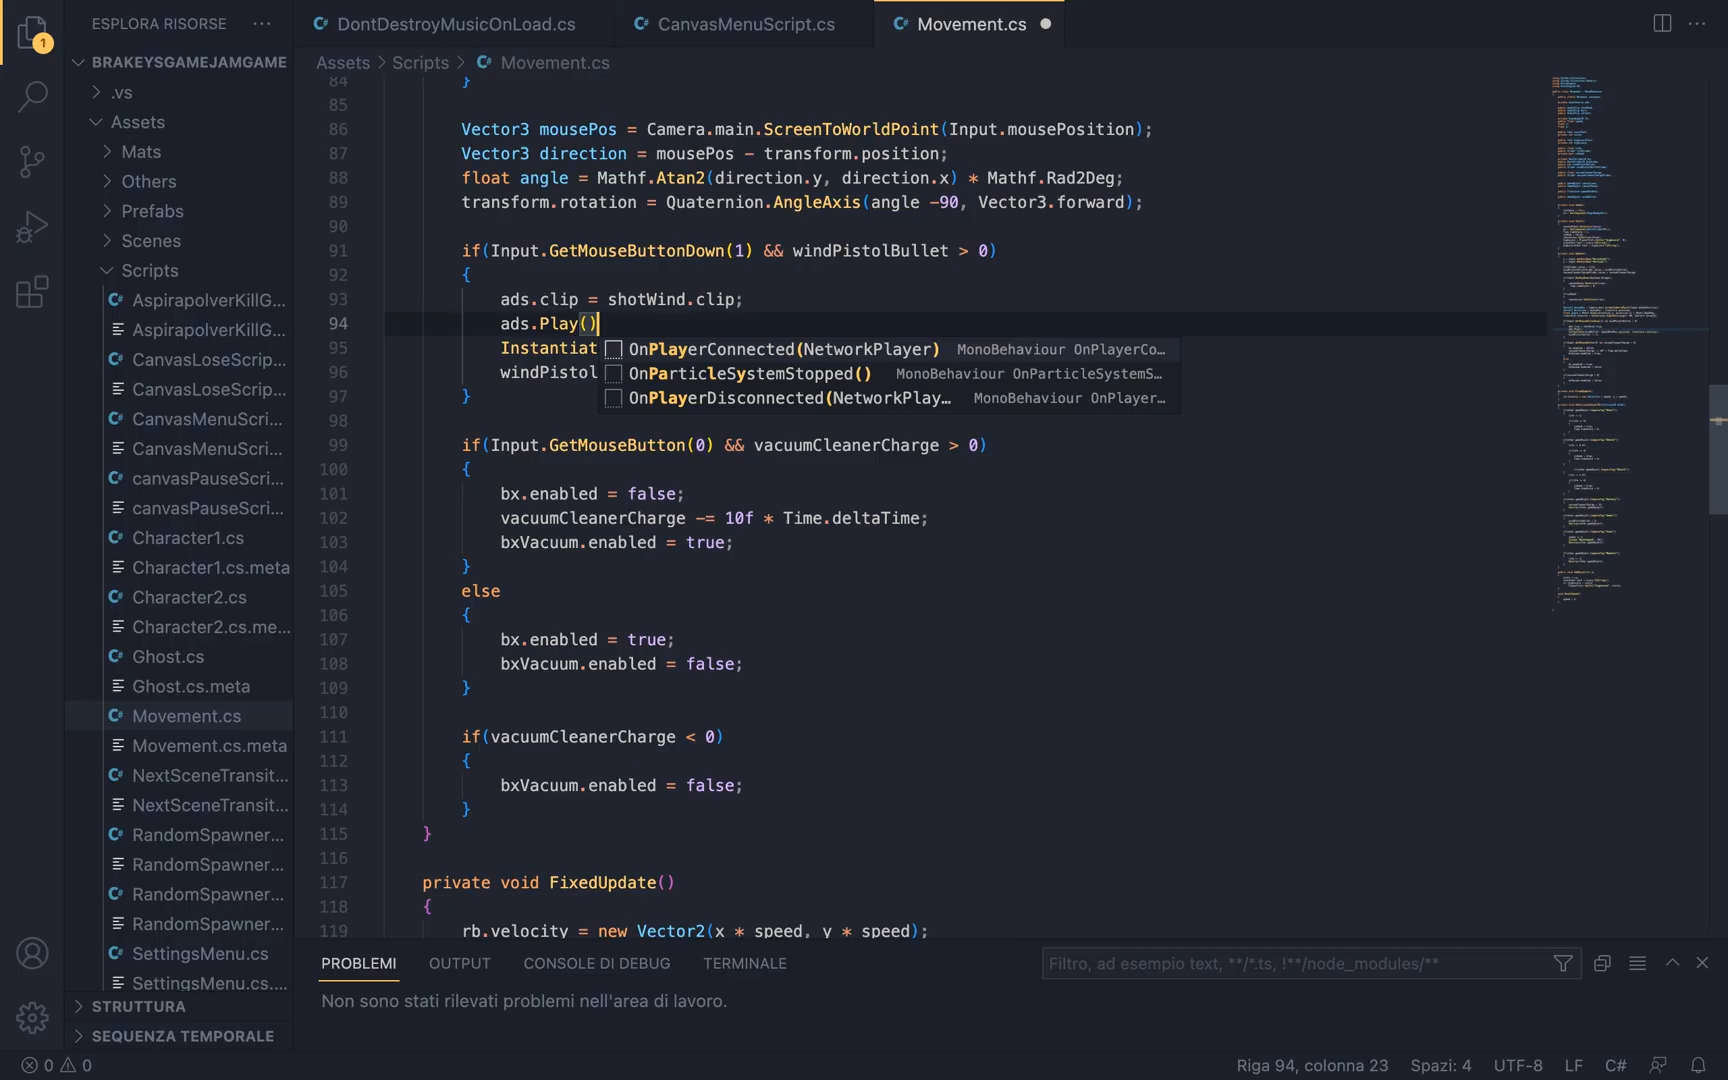 ESPLORA RISORSE ···
DontDestroyMusicOnLoad.cs
CanvasMenuScript.cs
Movement.cs
1
BRAKEYSGAMEJAMGAME
.vs
Assets
Mats
Others
Prefabs
Scenes
Scripts
AspirapolverKillG...
AspirapolverKillG...
CanvasLoseScrip...
CanvasLoseScrip...
CanvasMenuScri...
CanvasMenuScri...
canvasPauseScri...
canvasPauseScri...
Character1.cs
Character1.cs.meta
Character2.cs
Character2.cs.me...
Ghost.cs
Ghost.cs.meta
Movement.cs
Movement.cs.meta
NextSceneTransit...
NextSceneTransit...
RandomSpawner...
RandomSpawner...
RandomSpawner...
RandomSpawner...
SettingsMenu.cs
SettingsMenu.cs....
STRUTTURA
SEQUENZA TEMPORALE
Assets > Scripts > Movement.cs
84 }
85
86 Vector3 mousePos = Camera.main.ScreenToWorldPoint(Input.mousePosition);
87 Vector3 direction = mousePos - transform.position;
88 float angle = Mathf.Atan2(direction.y, direction.x) * Mathf.Rad2Deg;
89 transform.rotation = Quaternion.AngleAxis(angle -90, Vector3.forward);
90
91 if(Input.GetMouseButtonDown(1) && windPistolBullet > 0)
92 {
93 ads.clip = shotWind.clip;
94 ads.Play()
95 Instantiat
96 windPistol
97 }
OnPlayerConnected(NetworkPlayer) MonoBehaviour OnPlayerCo...
OnParticleSystemStopped() MonoBehaviour OnParticleSystemS...
OnPlayerDisconnected(NetworkPlay... MonoBehaviour OnPlayer...
98
99 if(Input.GetMouseButton(0) && vacuumCleanerCharge > 0)
100 {
101 bx.enabled = false;
102 vacuumCleanerCharge -= 10f * Time.deltaTime;
103 bxVacuum.enabled = true;
104 }
105 else
106 {
107 bx.enabled = true;
108 bxVacuum.enabled = false;
109 }
110
111 if(vacuumCleanerCharge < 0)
112 {
113 bxVacuum.enabled = false;
114 }
115 }
116
117 private void FixedUpdate()
118 {
119 rb.velocity = new Vector2(x * speed, y * speed);
PROBLEMI OUTPUT CONSOLE DI DEBUG TERMINALE
Filtro, ad esempio text, **/*.ts, !**/node_modules/**
Non sono stati rilevati problemi nell'area di lavoro.
0 0
Riga 94, colonna 23 Spazi: 4 UTF-8 LF C#